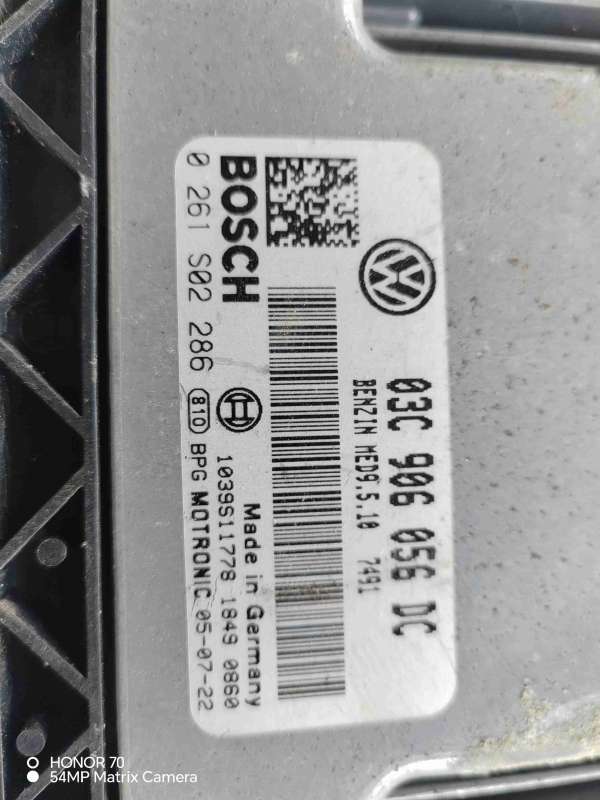 03C 906 056 DC
BENZIN MED9.5.10 7491
Made in Germany
BOSCH
1039S11778 1849 0860
0 261 S02 286
810 BPG MOTRONIC 05-07-22
HONOR 70
54MP Matrix Camera